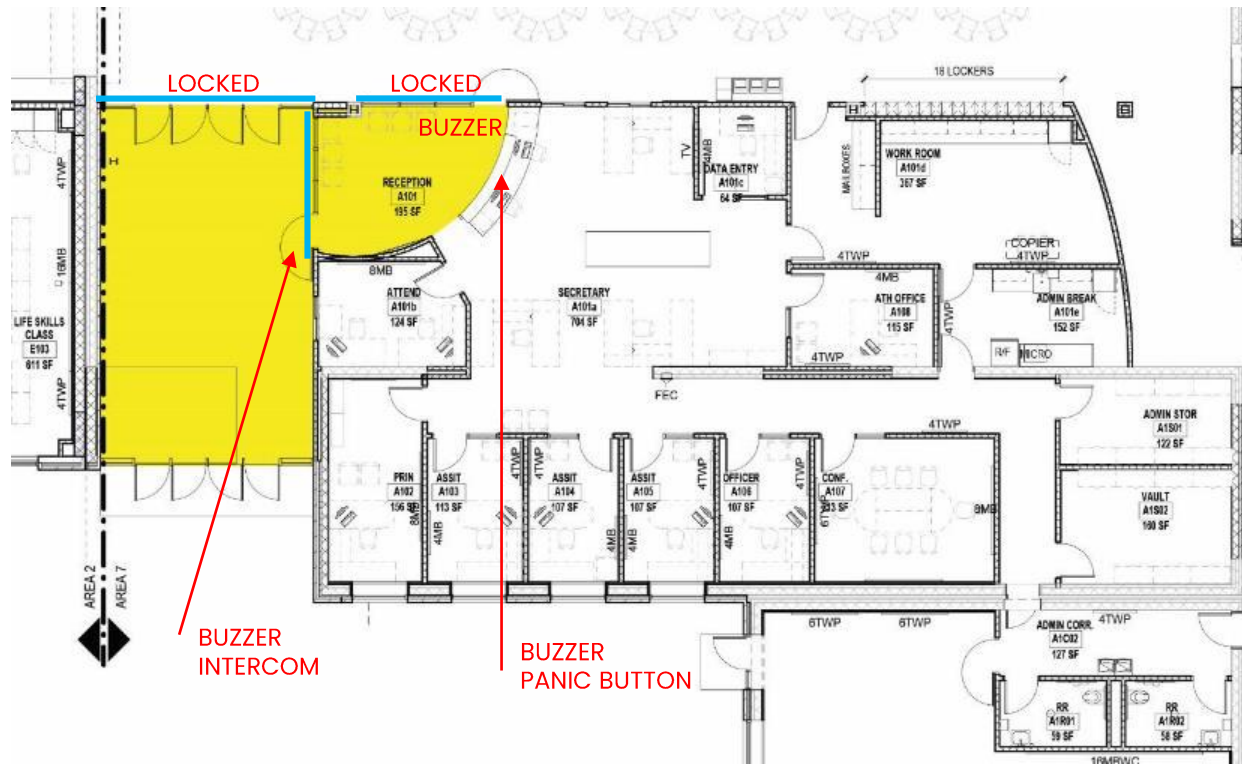 18 LOCKERS
LOCKED
LOCKED
BUZZER
H
H
H
H
4TWP
TV
4MB
DATA ENTRY
A101c
64 SF
MAILBOXES
WORK ROOM
A101d
367 SF
RECEPTION
A101
195 SF
16MB
COPIER
4TWP
4TWP
8MB
4MB
ATTEND
A101b
124 SF
SECRETARY
A101a
704 SF
ATH OFFICE
A108
115 SF
4TWP
ADMIN BREAK
A101e
152 SF
LIFE SKILLS
CLASS
E103
611 SF
R/F
MICRO
4TWP
4TWP
FEC
ADMIN STOR
A1S01
122 SF
4TWP
PRIN
A102
156 SF
8MB
ASSIT
A103
113 SF
4TWP
4MB
4TWP
ASSIT
A104
107 SF
4MB
ASSIT
A105
107 SF
4TWP
4MB
OFFICER
A106
107 SF
4TWP
6TWP
CONF.
A107
8MB
VAULT
A1S02
160 SF
AREA 2
AREA 7
BUZZER
INTERCOM
BUZZER
PANIC BUTTON
6TWP
6TWP
ADMIN CORR.
A1C02
127 SF
4TWP
RR
A1R01
59 SF
RR
A1R02
58 SF
16MBWC